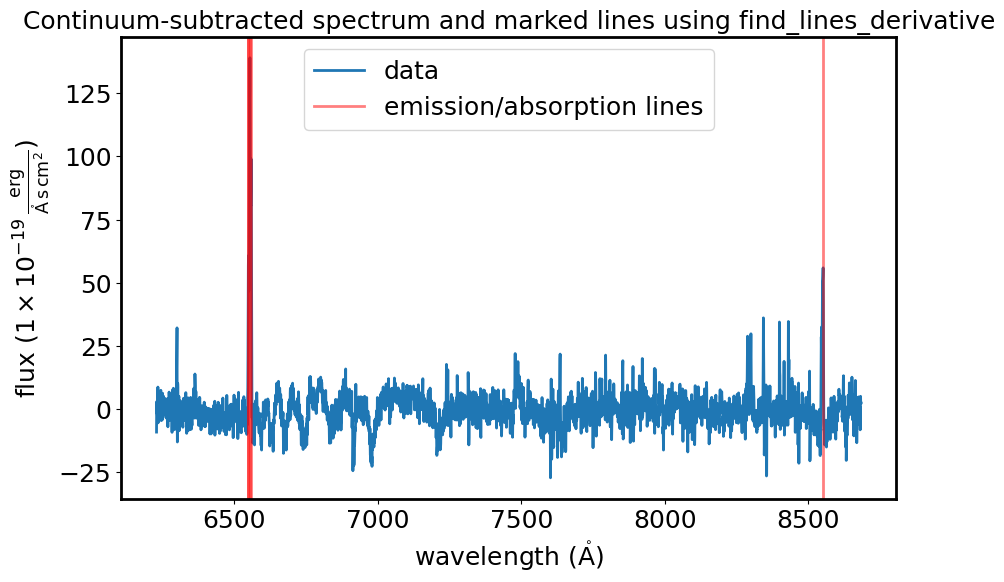 Continuum-subtracted spectrum and marked lines using find_lines_derivative
data
emission/absorption lines
flux (1 × 10⁻¹⁹ erg / Å s cm²)
125
100
75
50
25
0
−25
6500 7000 7500 8000 8500
wavelength (Å)